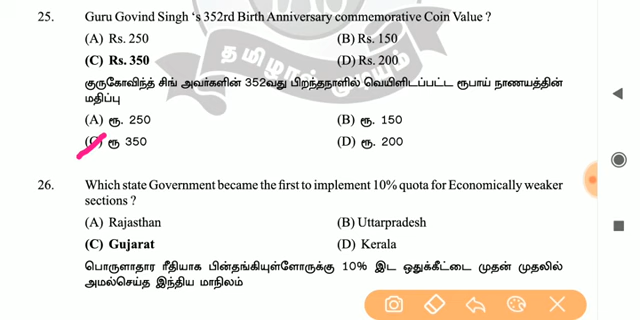 25. Guru Govind Singh 's 352rd Birth Anniversary commemorative Coin Value ?
(A) Rs. 250 (B) Rs. 150
(C) Rs. 350 (D) Rs. 200
குருகோவிந்த் சிங் அவர்களின் 352வது பிறந்தநாளில் வெளியிடப்பட்ட ரூபாய் நாணயத்தின்
மதிப்பு
(A) ரூ. 250 (B) ரூ. 150
(C) ரூ 350 (D) ரூ. 200
26. Which state Government became the first to implement 10% quota for Economically weaker
sections ?
(A) Rajasthan (B) Uttarpradesh
(C) Gujarat (D) Kerala
பொருளாதார ரீதியாக பின்தங்கியுள்ளோருக்கு 10% இட ஒதுக்கீட்டை முதன் முதலில்
அமல்செய்த இந்திய மாநிலம்